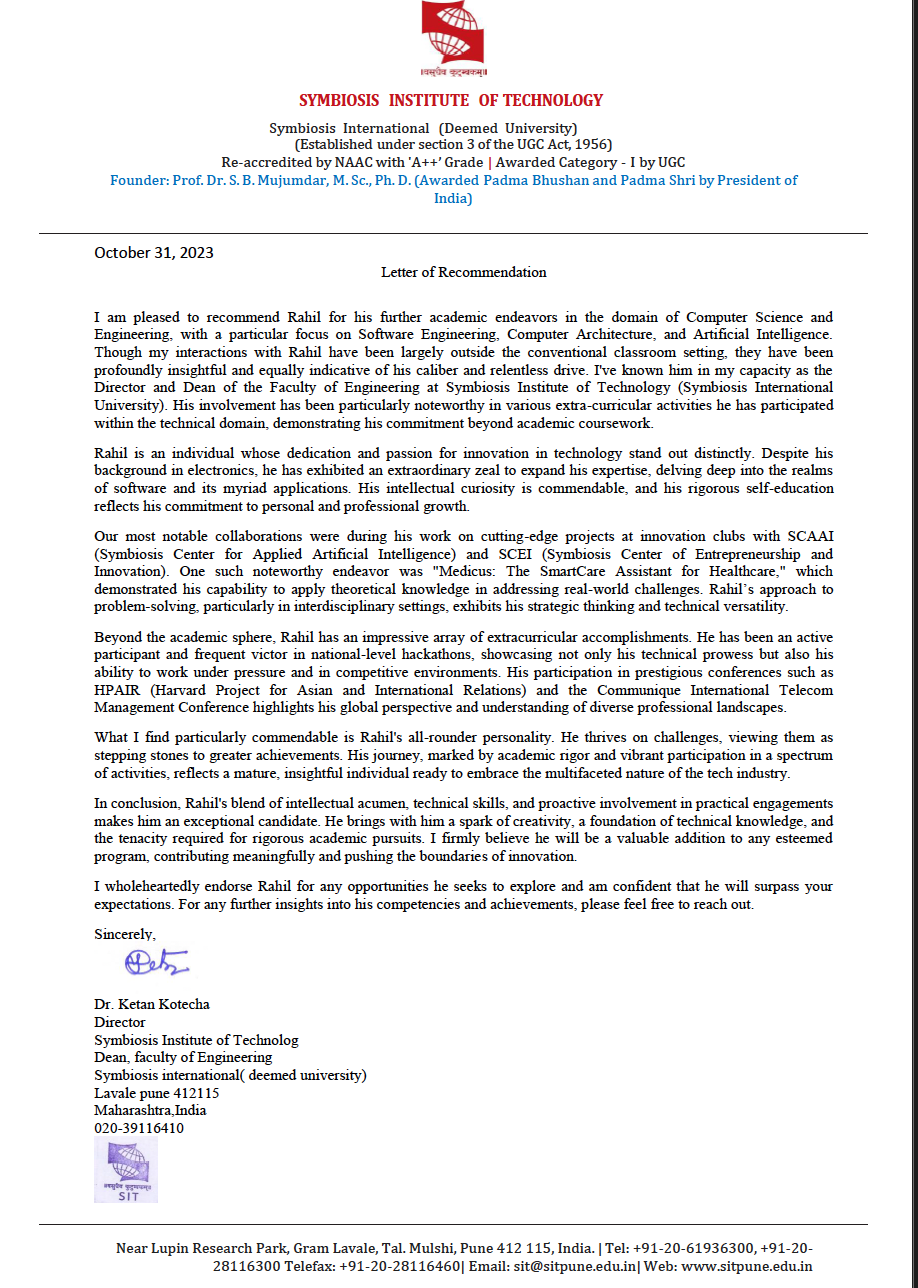 ॥वसुधैव कुटुम्बकम्॥
SYMBIOSIS INSTITUTE OF TECHNOLOGY
Symbiosis International (Deemed University)
(Established under section 3 of the UGC Act, 1956)
Re-accredited by NAAC with 'A++' Grade | Awarded Category - I by UGC
Founder: Prof. Dr. S. B. Mujumdar, M. Sc., Ph. D. (Awarded Padma Bhushan and Padma Shri by President of
India)
October 31, 2023
Letter of Recommendation
I am pleased to recommend Rahil for his further academic endeavors in the domain of Computer Science and
Engineering, with a particular focus on Software Engineering, Computer Architecture, and Artificial Intelligence.
Though my interactions with Rahil have been largely outside the conventional classroom setting, they have been
profoundly insightful and equally indicative of his caliber and relentless drive. I've known him in my capacity as the
Director and Dean of the Faculty of Engineering at Symbiosis Institute of Technology (Symbiosis International
University). His involvement has been particularly noteworthy in various extra-curricular activities he has participated
within the technical domain, demonstrating his commitment beyond academic coursework.
Rahil is an individual whose dedication and passion for innovation in technology stand out distinctly. Despite his
background in electronics, he has exhibited an extraordinary zeal to expand his expertise, delving deep into the realms
of software and its myriad applications. His intellectual curiosity is commendable, and his rigorous self-education
reflects his commitment to personal and professional growth.
Our most notable collaborations were during his work on cutting-edge projects at innovation clubs with SCAAI
(Symbiosis Center for Applied Artificial Intelligence) and SCEI (Symbiosis Center of Entrepreneurship and
Innovation). One such noteworthy endeavor was "Medicus: The SmartCare Assistant for Healthcare," which
demonstrated his capability to apply theoretical knowledge in addressing real-world challenges. Rahil's approach to
problem-solving, particularly in interdisciplinary settings, exhibits his strategic thinking and technical versatility.
Beyond the academic sphere, Rahil has an impressive array of extracurricular accomplishments. He has been an active
participant and frequent victor in national-level hackathons, showcasing not only his technical prowess but also his
ability to work under pressure and in competitive environments. His participation in prestigious conferences such as
HPAIR (Harvard Project for Asian and International Relations) and the Communique International Telecom
Management Conference highlights his global perspective and understanding of diverse professional landscapes.
What I find particularly commendable is Rahil's all-rounder personality. He thrives on challenges, viewing them as
stepping stones to greater achievements. His journey, marked by academic rigor and vibrant participation in a spectrum
of activities, reflects a mature, insightful individual ready to embrace the multifaceted nature of the tech industry.
In conclusion, Rahil's blend of intellectual acumen, technical skills, and proactive involvement in practical engagements
makes him an exceptional candidate. He brings with him a spark of creativity, a foundation of technical knowledge, and
the tenacity required for rigorous academic pursuits. I firmly believe he will be a valuable addition to any esteemed
program, contributing meaningfully and pushing the boundaries of innovation.
I wholeheartedly endorse Rahil for any opportunities he seeks to explore and am confident that he will surpass your
expectations. For any further insights into his competencies and achievements, please feel free to reach out.
Sincerely,
Dr. Ketan Kotecha
Director
Symbiosis Institute of Technolog
Dean, faculty of Engineering
Symbiosis international( deemed university)
Lavale pune 412115
Maharashtra,India
020-39116410
॥वसुधैव कुटुम्बकम्॥
SIT
Near Lupin Research Park, Gram Lavale, Tal. Mulshi, Pune 412 115, India. | Tel: +91-20-61936300, +91-20-
28116300 Telefax: +91-20-28116460| Email: sit@sitpune.edu.in| Web: www.sitpune.edu.in